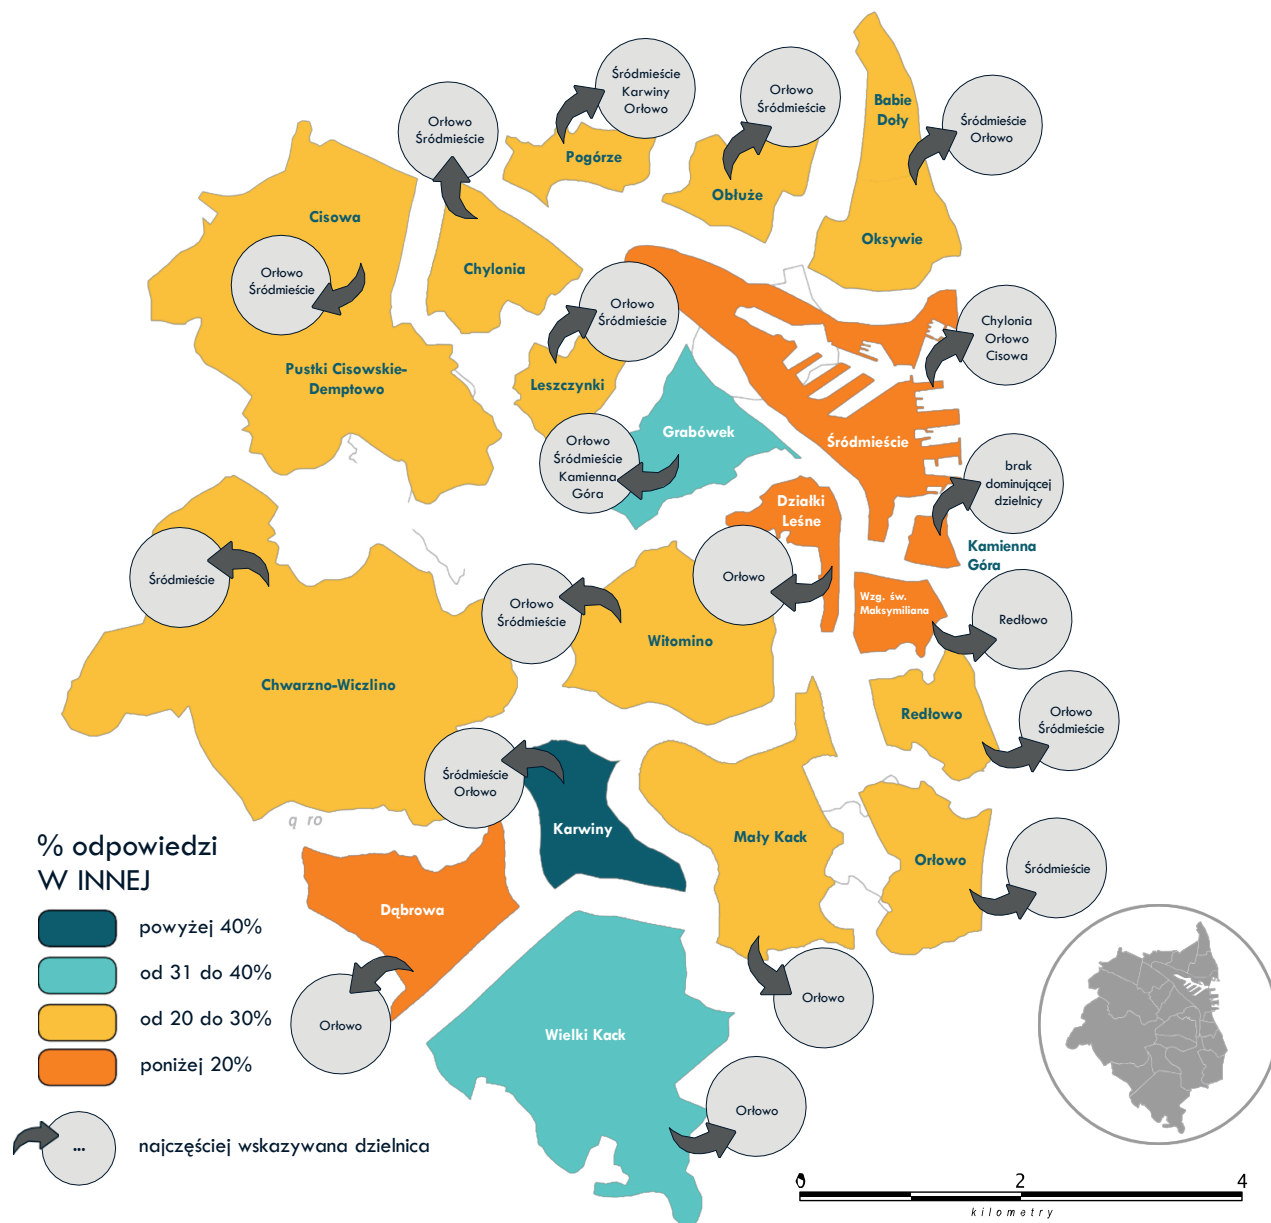 Śródmieście
Karwiny
Orłowo
Orłowo
Śródmieście
Babie
Doły
Śródmieście
Orłowo
Orłowo
Śródmieście
Pogórze
Obłuże
Cisowa
Oksywie
Chylonia
Orłowo
Śródmieście
Orłowo
Śródmieście
Chylonia
Orłowo
Cisowa
Pustki Cisowskie-
Demptowo
Leszczynki
Grabówek
Śródmieście
Orłowo
Śródmieście
Kamienna
Góra
brak
dominującej
dzielnicy
Działki
Leśne
Kamienna
Góra
Śródmieście
Orłowo
Orłowo
Śródmieście
Wzg. św.
Maksymiliana
Redłowo
Witomino
Chwarzno-Wiczlino
Redłowo
Orłowo
Śródmieście
Śródmieście
Orłowo
q ro
Karwiny
Mały Kack
Orłowo
Śródmieście
% odpowiedzi
W INNEJ
powyżej 40%
od 31 do 40%
od 20 do 30%
poniżej 20%
...
najczęściej wskazywana dzielnica
Dąbrowa
Orłowo
Orłowo
Wielki Kack
Orłowo
0 2 4
kilometry